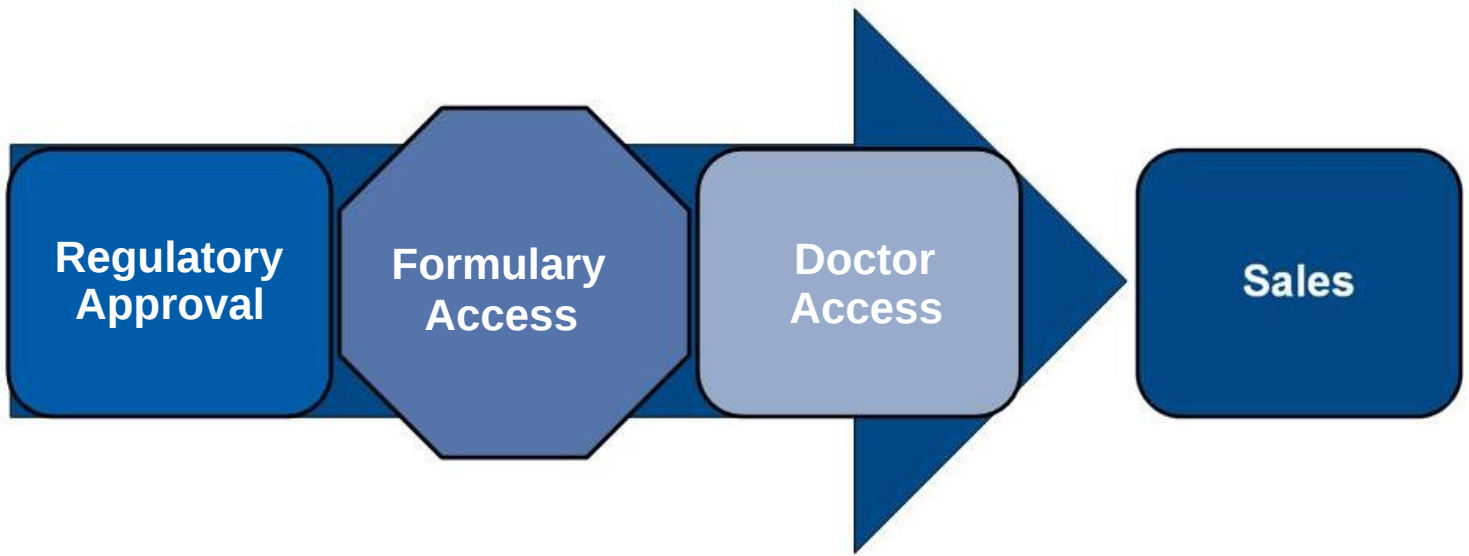 Regulatory
Approval
Formulary
Access
Doctor
Access
Sales